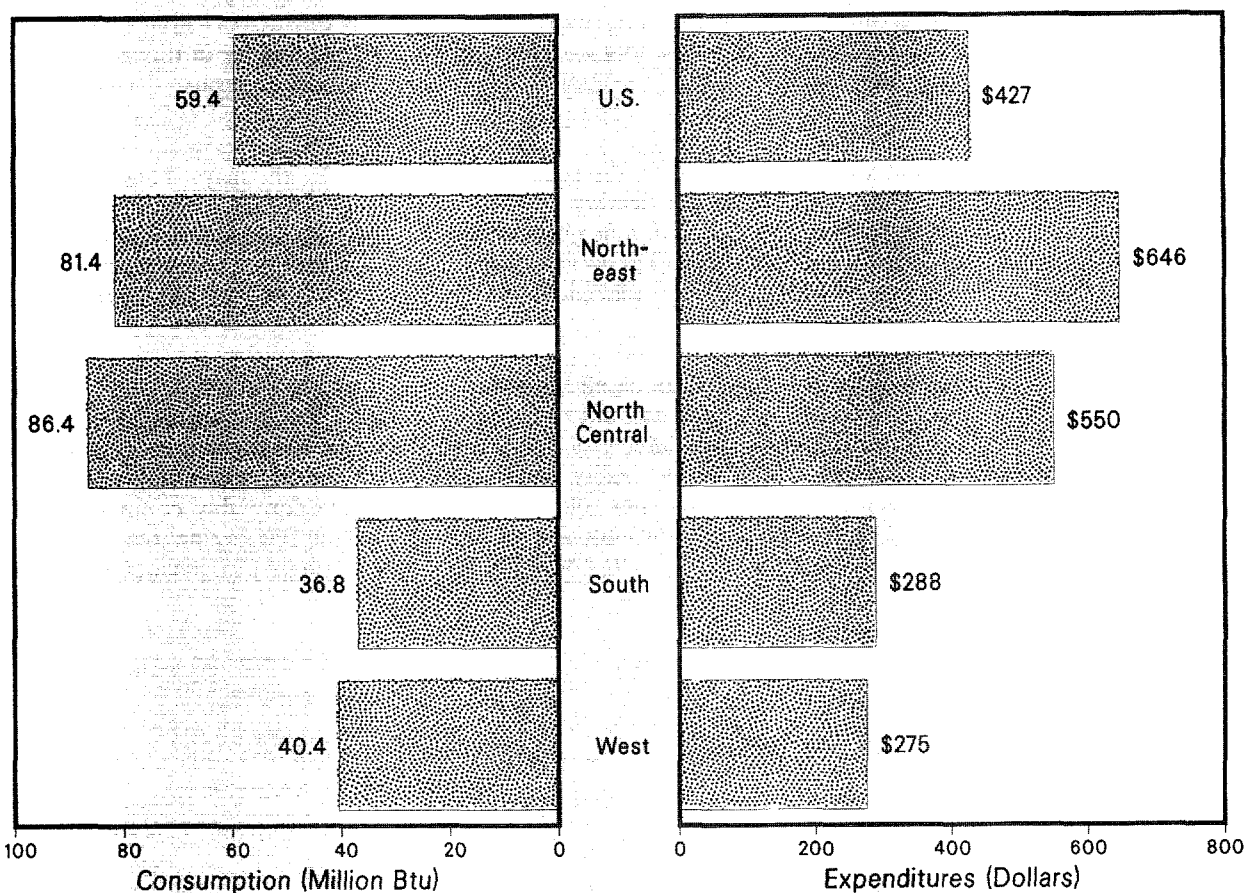 59.4
U.S.
$427
81.4
North-
east
$646
86.4
North
Central
$550
36.8
South
$288
40.4
West
$275
100 80 60 40 20 0
0 200 400 600 800
Consumption (Million Btu)
Expenditures (Dollars)